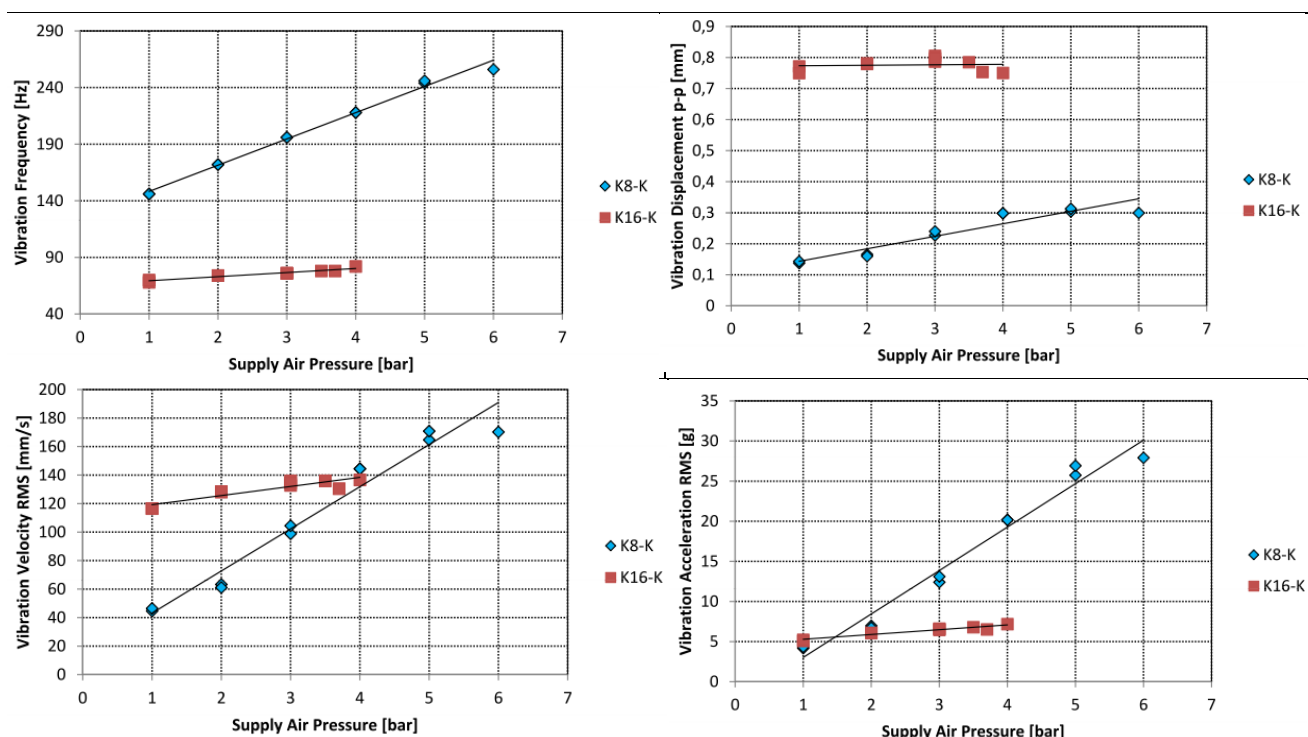 Vibration Frequency [Hz]
290
240
190
140
90
40
0 1 2 3 4 5 6 7
Supply Air Pressure [bar]
K8-K
K16-K
Vibration Displacement p-p [mm]
0,9
0,8
0,7
0,6
0,5
0,4
0,3
0,2
0,1
0
0 1 2 3 4 5 6 7
Supply Air Pressure [bar]
K8-K
K16-K
Vibration Velocity RMS [mm/s]
200
180
160
140
120
100
80
60
40
20
0
0 1 2 3 4 5 6 7
Supply Air Pressure [bar]
K8-K
K16-K
Vibration Acceleration RMS [g]
35
30
25
20
15
10
5
0
0 1 2 3 4 5 6 7
Supply Air Pressure [bar]
K8-K
K16-K